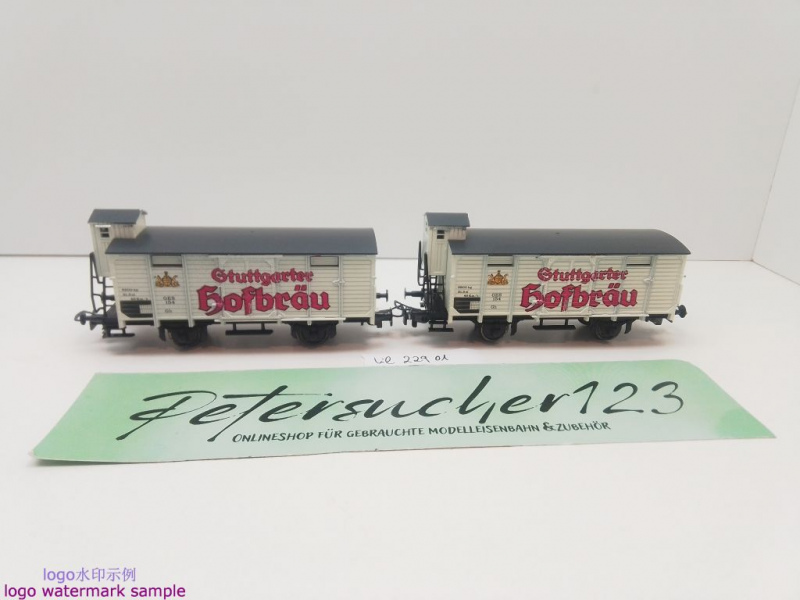 Stuttgarter
Hofbräu
Stuttgarter
Hofbräu
Petersucher123
ONLINESHOP FÜR GEBRAUCHTE MODELLEISENBAHN & ZUBEHÖR
logo水印示例
logo watermark sample